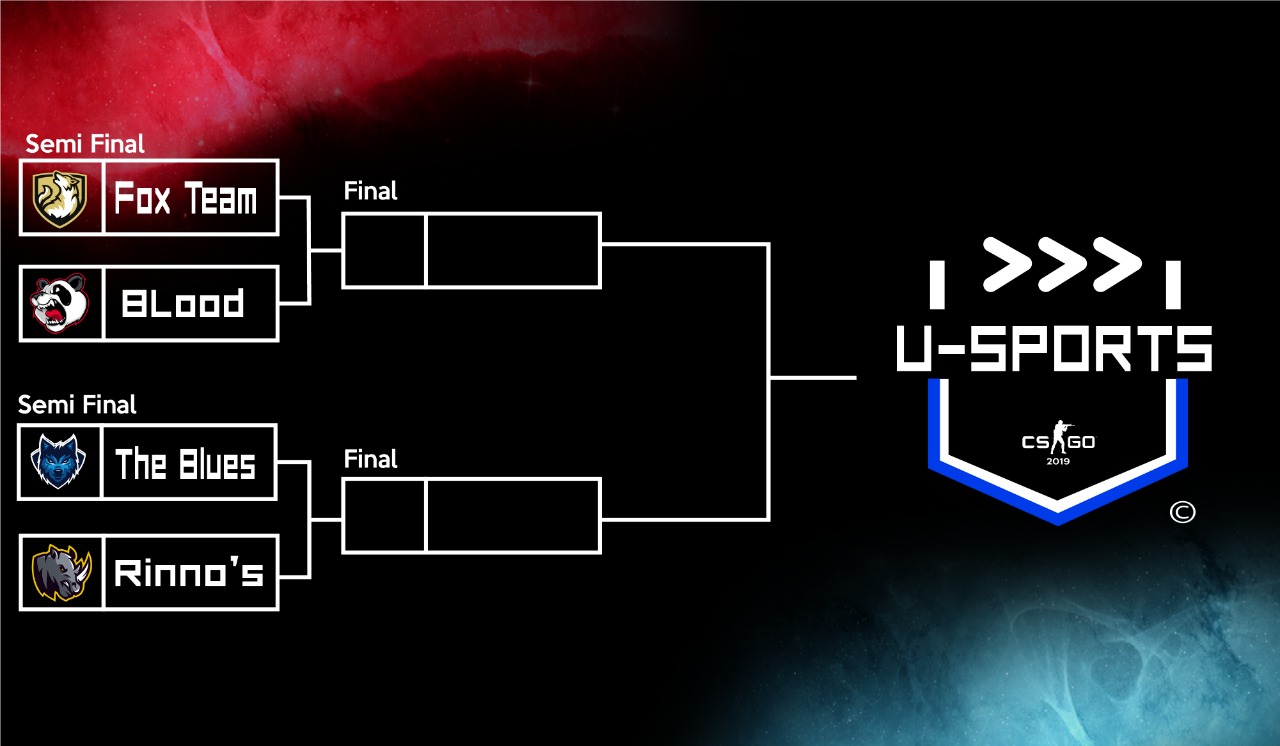 Semi Final
Fox Team
BLood
Final
Semi Final
The Blues
Rinno's
Final
>>>
U-SPORTS
CS GO
2019
©